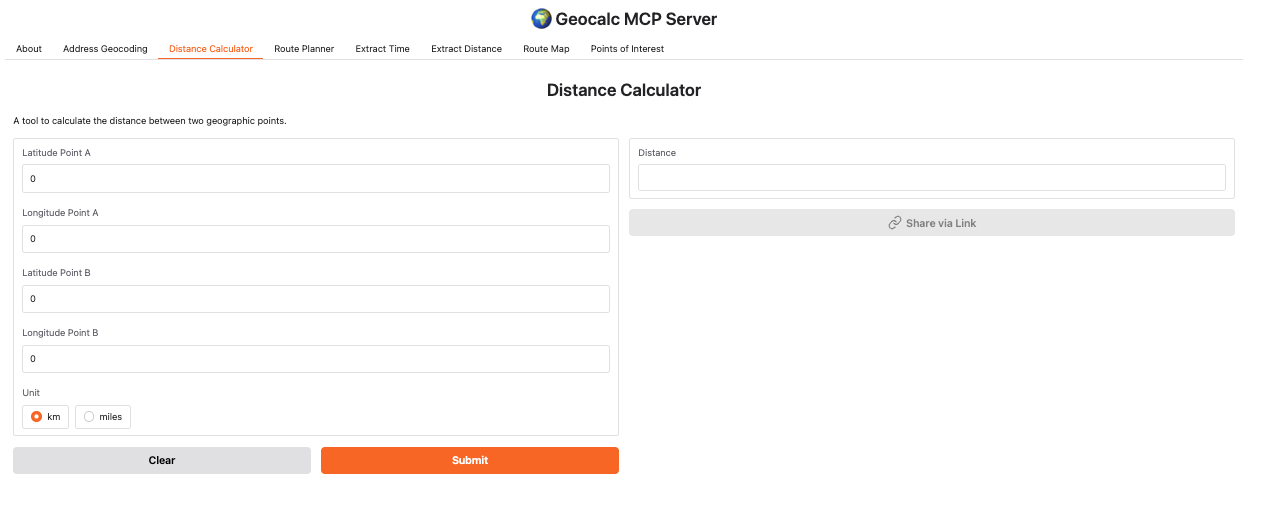 Geocalc MCP Server
About Address Geocoding Distance Calculator Route Planner Extract Time Extract Distance Route Map Points of Interest
Distance Calculator
A tool to calculate the distance between two geographic points.
Latitude Point A
0
Longitude Point A
0
Latitude Point B
0
Longitude Point B
0
Unit
km miles
Clear Submit
Distance
Share via Link